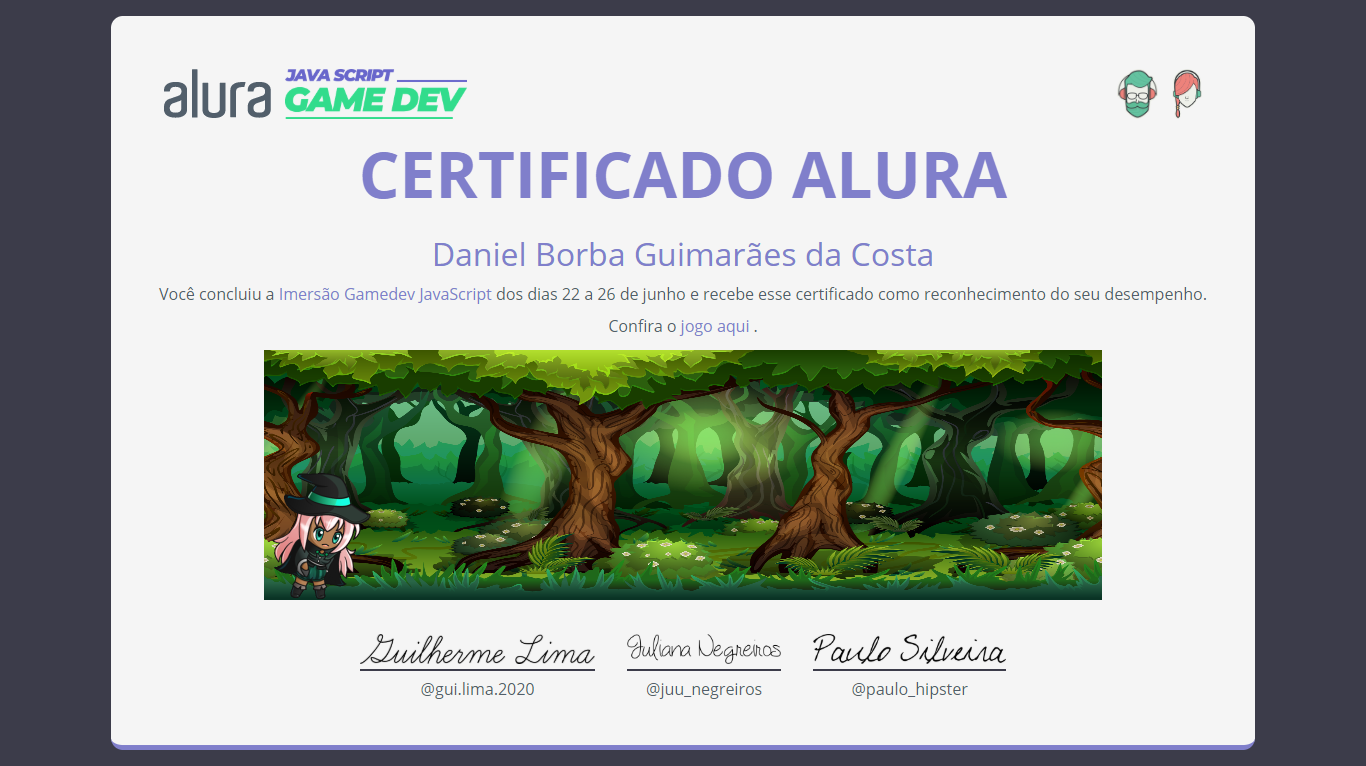 alura JAVA SCRIPT
GAME DEV
CERTIFICADO ALURA
Daniel Borba Guimarães da Costa
Você concluiu a Imersão Gamedev JavaScript dos dias 22 a 26 de junho e recebe esse certificado como reconhecimento do seu desempenho.
Confira o jogo aqui .
Guilherme Lima Juliana Negreiros Paulo Silveira
@gui.lima.2020 @juu_negreiros @paulo_hipster